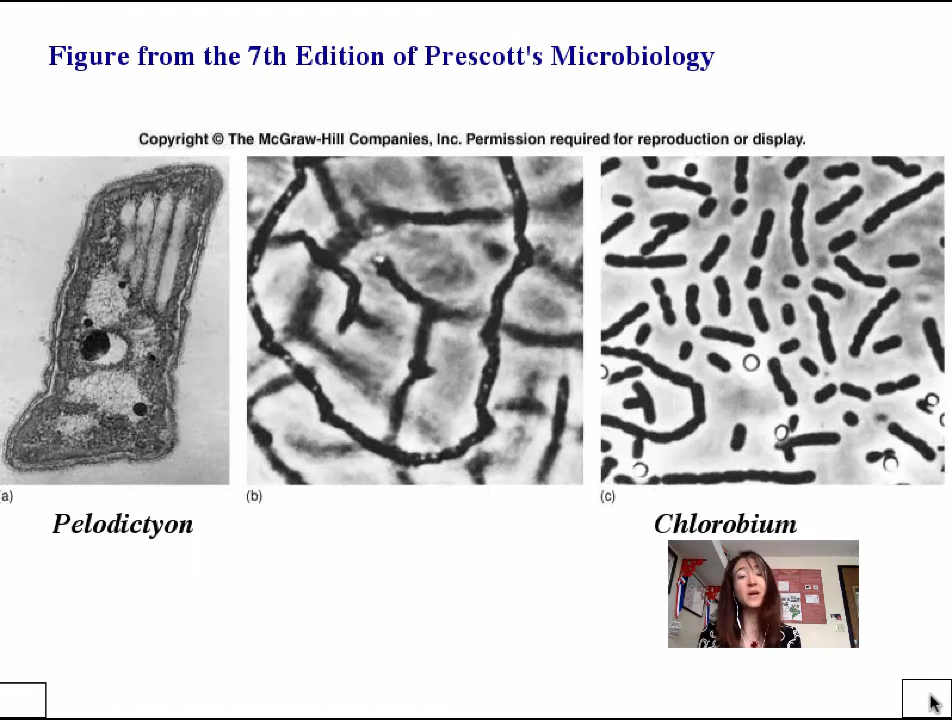 Figure from the 7th Edition of Prescott's Microbiology
Copyright © The McGraw-Hill Companies, Inc. Permission required for reproduction or display.
(a)
(b)
(c)
Pelodictyon
Chlorobium